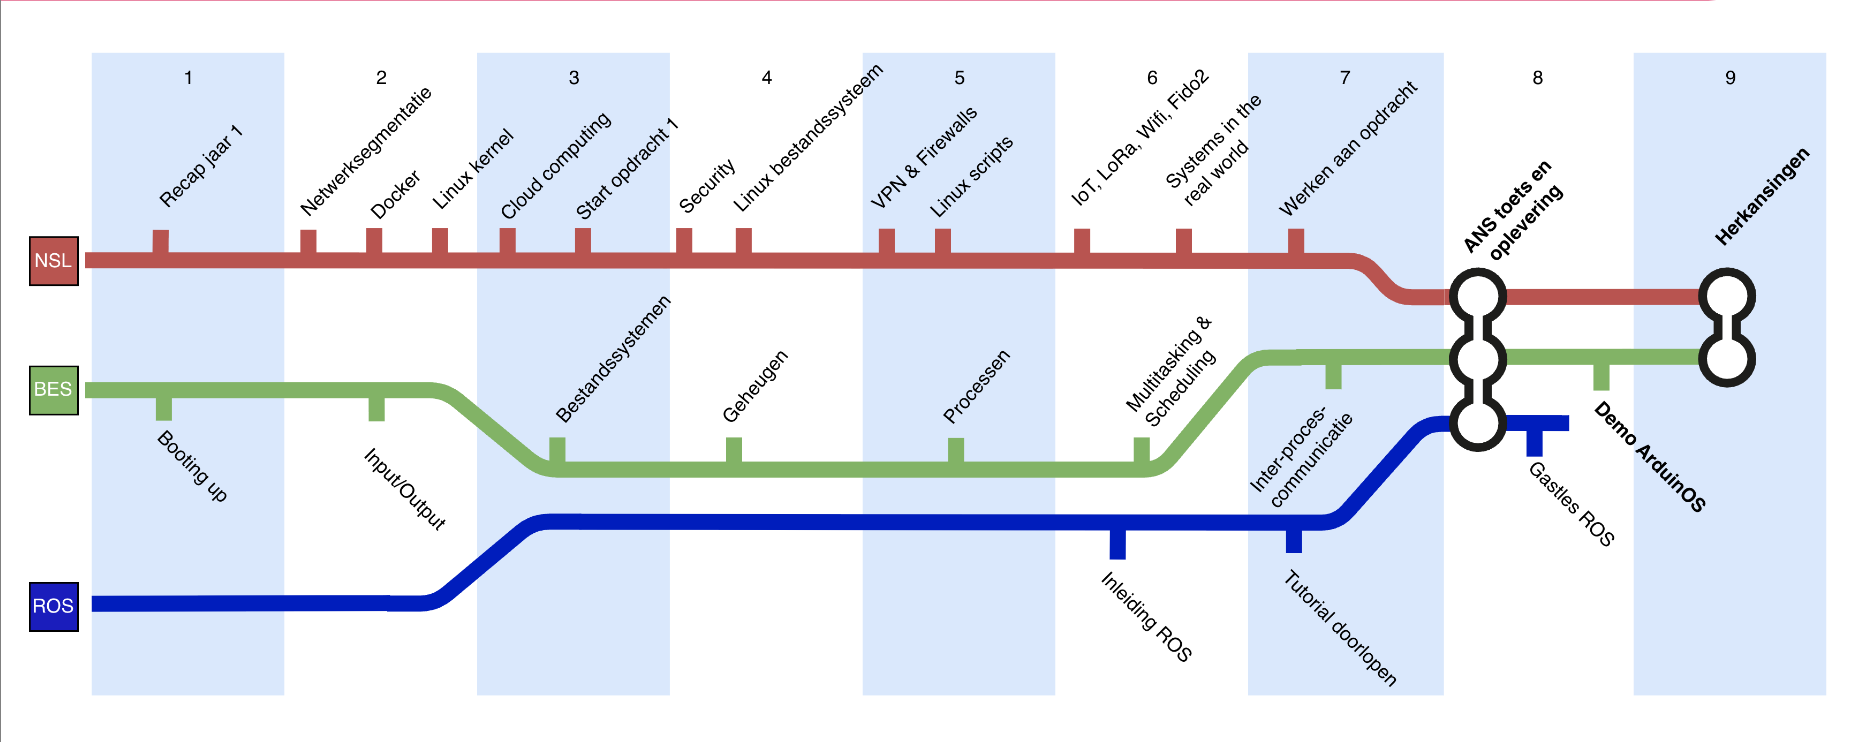 1
2
3
4
5
6
7
8
9
NSL
Recap jaar 1
Netwerksegmentatie
Docker
Linux kernel
Cloud computing
Start opdracht 1
Security
Linux bestandssysteem
VPN & Firewalls
Linux scripts
IoT, LoRa, Wifi, Fido2
Systems in the
real world
Werken aan opdracht
ANS toets en
oplevering
Herkansingen
BES
Booting up
Input/Output
Bestandssystemen
Geheugen
Processen
Multitasking &
Scheduling
Inter-proces-
communicatie
Demo ArduinOS
ROS
Inleiding ROS
Tutorial doorlopen
Gastles ROS